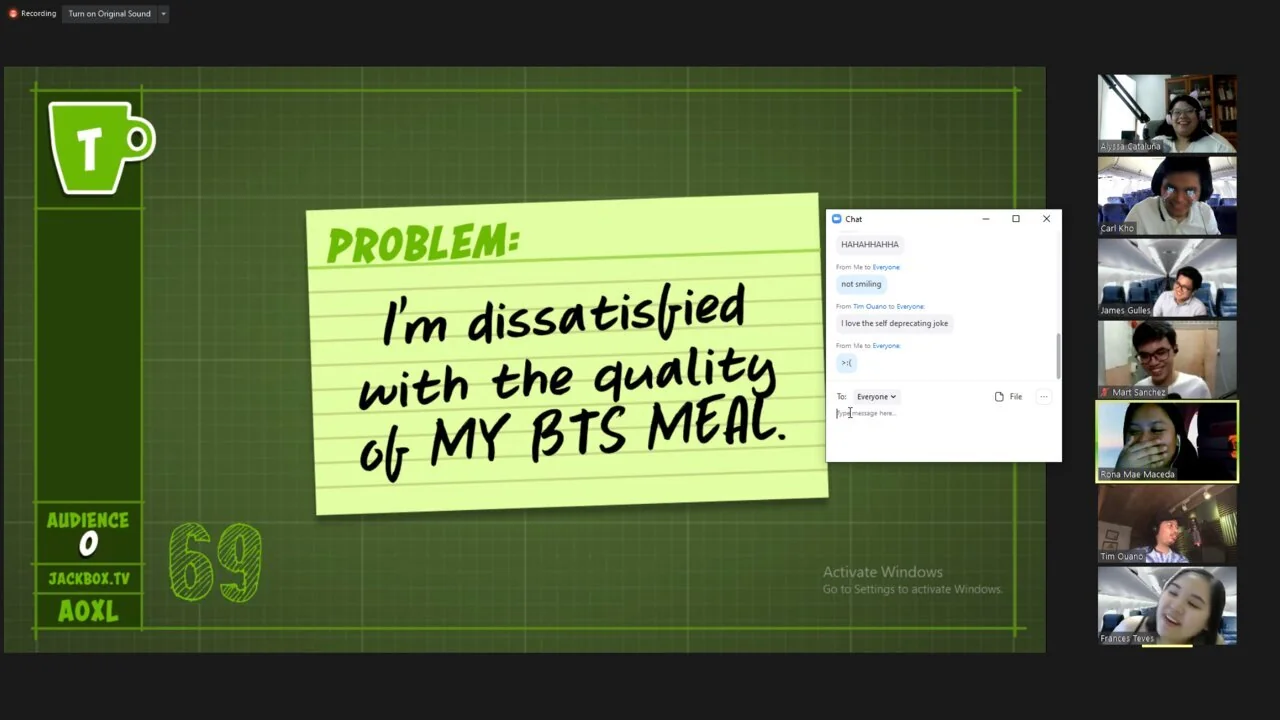 Recording
Turn on Original Sound
T
PROBLEM:
I'm dissatisfied
with the quality
of MY BTS MEAL.
AUDIENCE
0
JACKBOX.TV
AOXL
69
Chat
HAHAHHAHHA
From Me to Everyone:
not smiling
From Tim Ouano to Everyone:
I love the self deprecating joke
From Me to Everyone:
>:(
To: Everyone
File
...
Type message here...
Activate Windows
Go to Settings to activate Windows.
Alyssa Cataluña
Carl Kho
James Gulles
Mart Sanchez
Rona Mae Maceda
Tim Ouano
Frances Teves